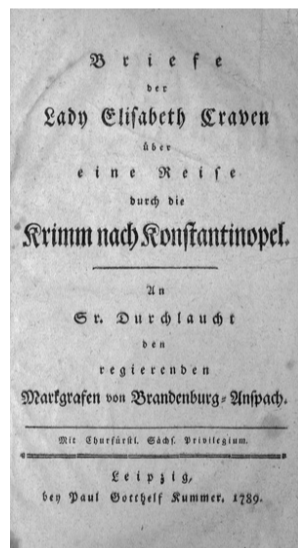 Briefe
der
Lady Elisabeth Craven
über
eine Reise
durch die
Krimm nach Konstantinopel.
An
Sr. Durchlaucht
den
regierenden
Markgrafen von Brandenburg-Anspach.
Mit Churfürstl. Sächs. Privilegium.
Leipzig,
bey Paul Gotthelf Kummer, 1789.